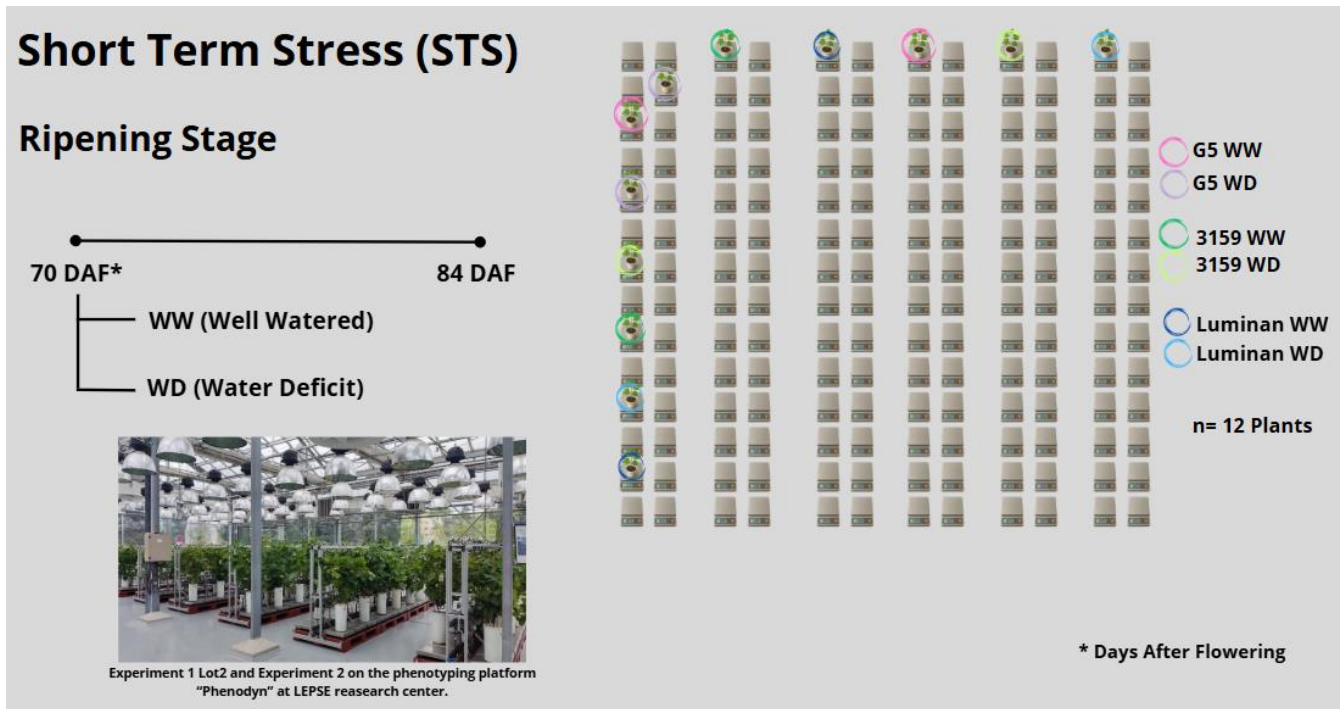 Short Term Stress (STS)
Ripening Stage
70 DAF*
84 DAF
WW (Well Watered)
WD (Water Deficit)
Experiment 1 Lot2 and Experiment 2 on the phenotyping platform
“Phenodyn” at LEPSE reasearch center.
G5 WW
G5 WD
3159 WW
3159 WD
Luminan WW
Luminan WD
n= 12 Plants
* Days After Flowering